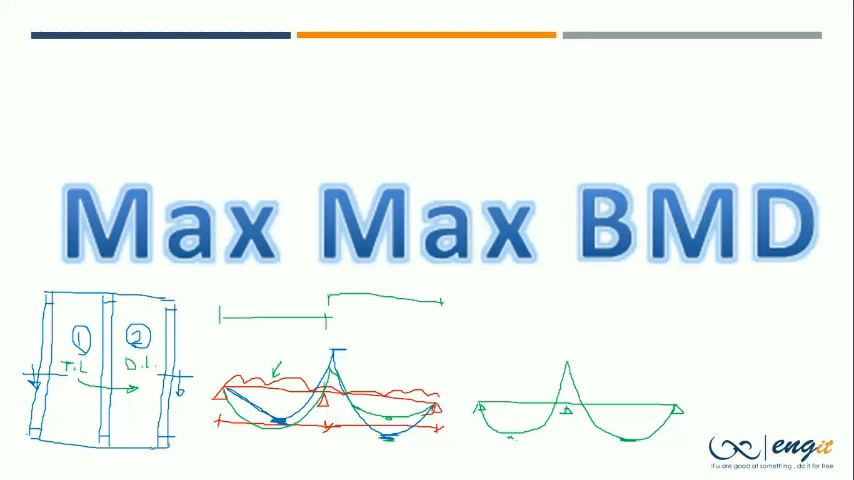 Max Max BMD
1 2
T.L D.L.
engit
if u are good at something , do it for free